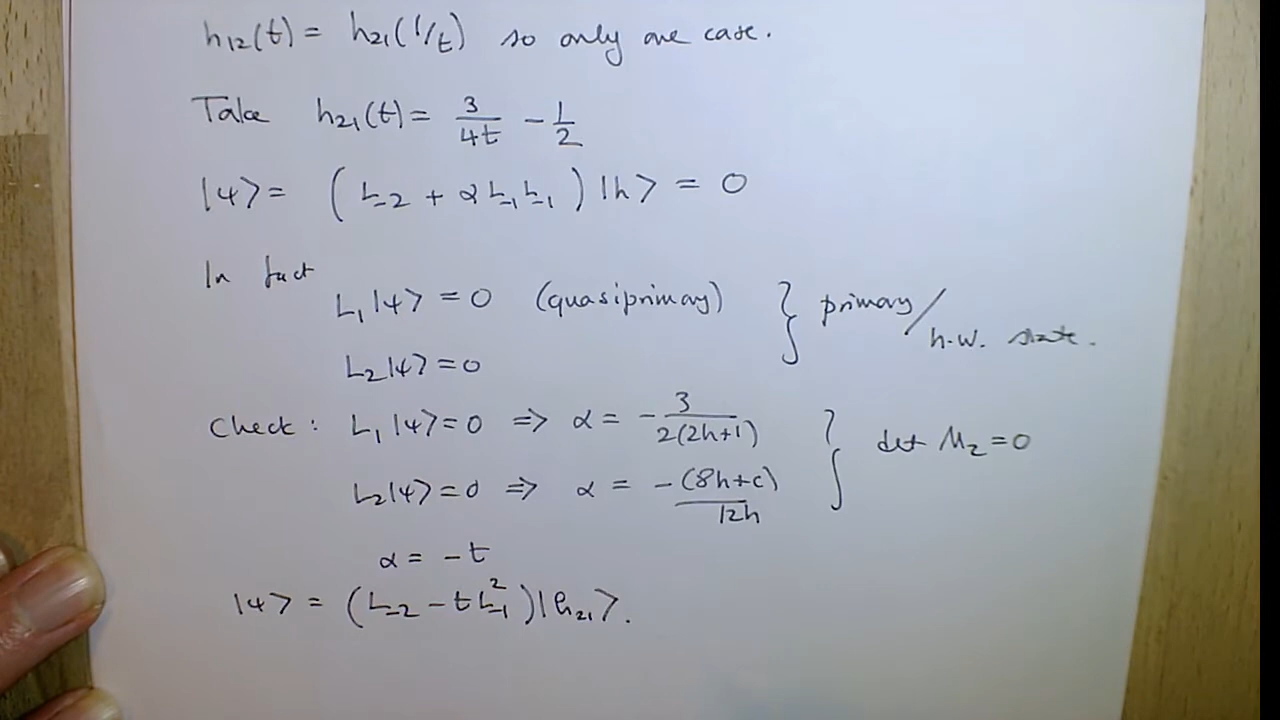 h₁₂(t) = h₂₁(1/t) so only one case.
Take h₂₁(t) = 3/4t - 1/2
|ψ> = (L₋₂ + α L₋₁L₋₁) |h> = 0
In fact
L₁|ψ> = 0 (quasiprimary) } primary/
h.w. state.
L₂|ψ> = 0
Check: L₁|ψ> = 0 ⇒ α = - 3/2(2h+1)
} det M₂ = 0
L₂|ψ> = 0 ⇒ α = -(8h+c)/12h
α = -t
|ψ> = (L₋₂ - tL₋₁²)|h₂₁>.